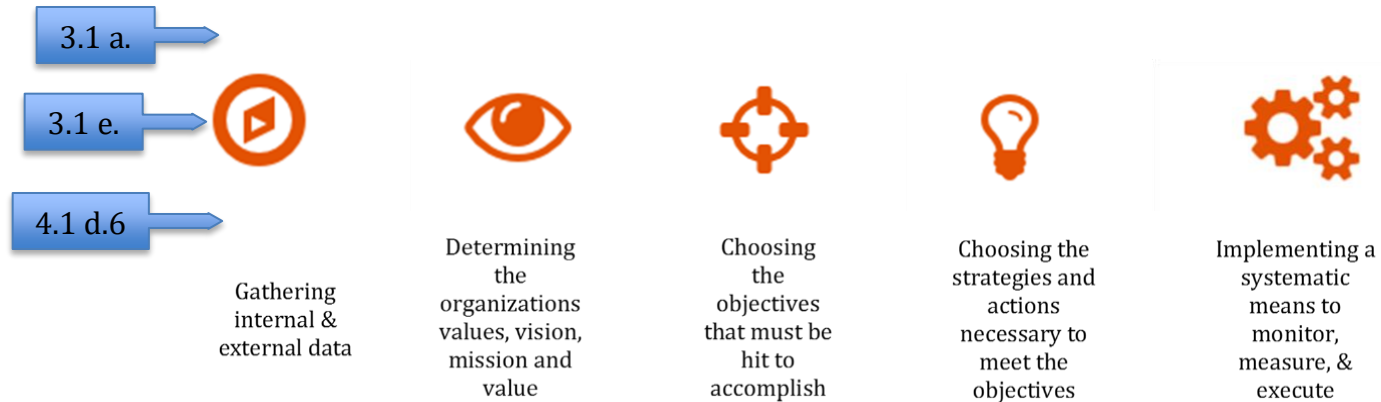 3.1 a.
3.1 e.
4.1 d.6
Gathering
internal &
external data
Determining
the
organizations
values, vision,
mission and
value
Choosing
the
objectives
that must be
hit to
accomplish
Choosing the
strategies and
actions
necessary to
meet the
objectives
Implementing a
systematic
means to
monitor,
measure, &
execute